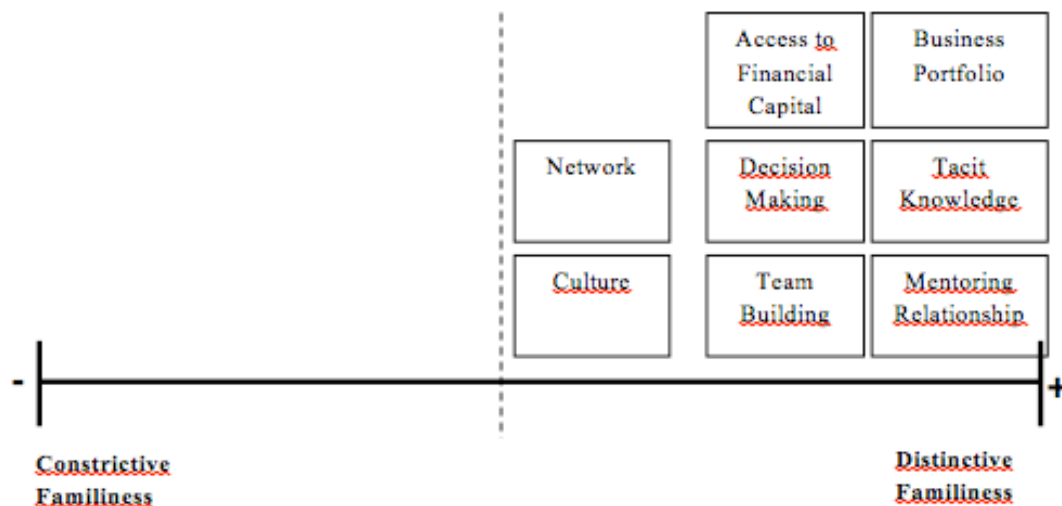 Access to
Financial
Capital
Business
Portfolio
Network
Decision
Making
Tacit
Knowledge
Culture
Team
Building
Mentoring
Relationship
-
+
Constrictive
Familiness
Distinctive
Familiness